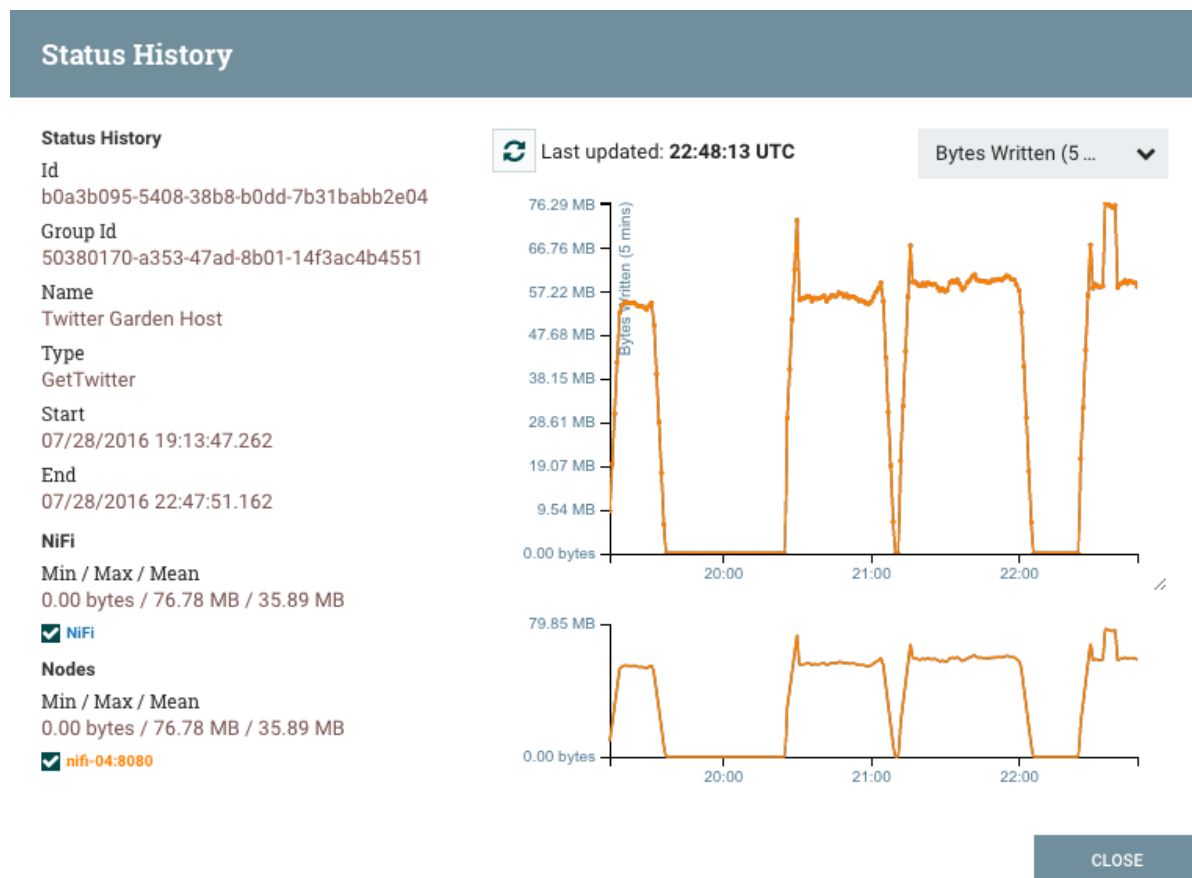 Status History
Status History
Id
b0a3b095-5408-38b8-b0dd-7b31babb2e04
Group Id
50380170-a353-47ad-8b01-14f3ac4b4551
Name
Twitter Garden Host
Type
GetTwitter
Start
07/28/2016 19:13:47.262
End
07/28/2016 22:47:51.162
NiFi
Min / Max / Mean
0.00 bytes / 76.78 MB / 35.89 MB
NiFi
Nodes
Min / Max / Mean
0.00 bytes / 76.78 MB / 35.89 MB
nifi-04:8080
Last updated: 22:48:13 UTC
Bytes Written (5 ...
76.29 MB
66.76 MB
57.22 MB
47.68 MB
38.15 MB
28.61 MB
19.07 MB
9.54 MB
0.00 bytes
Bytes Written (5 mins)
20:00
21:00
22:00
79.85 MB
0.00 bytes
20:00
21:00
22:00
CLOSE